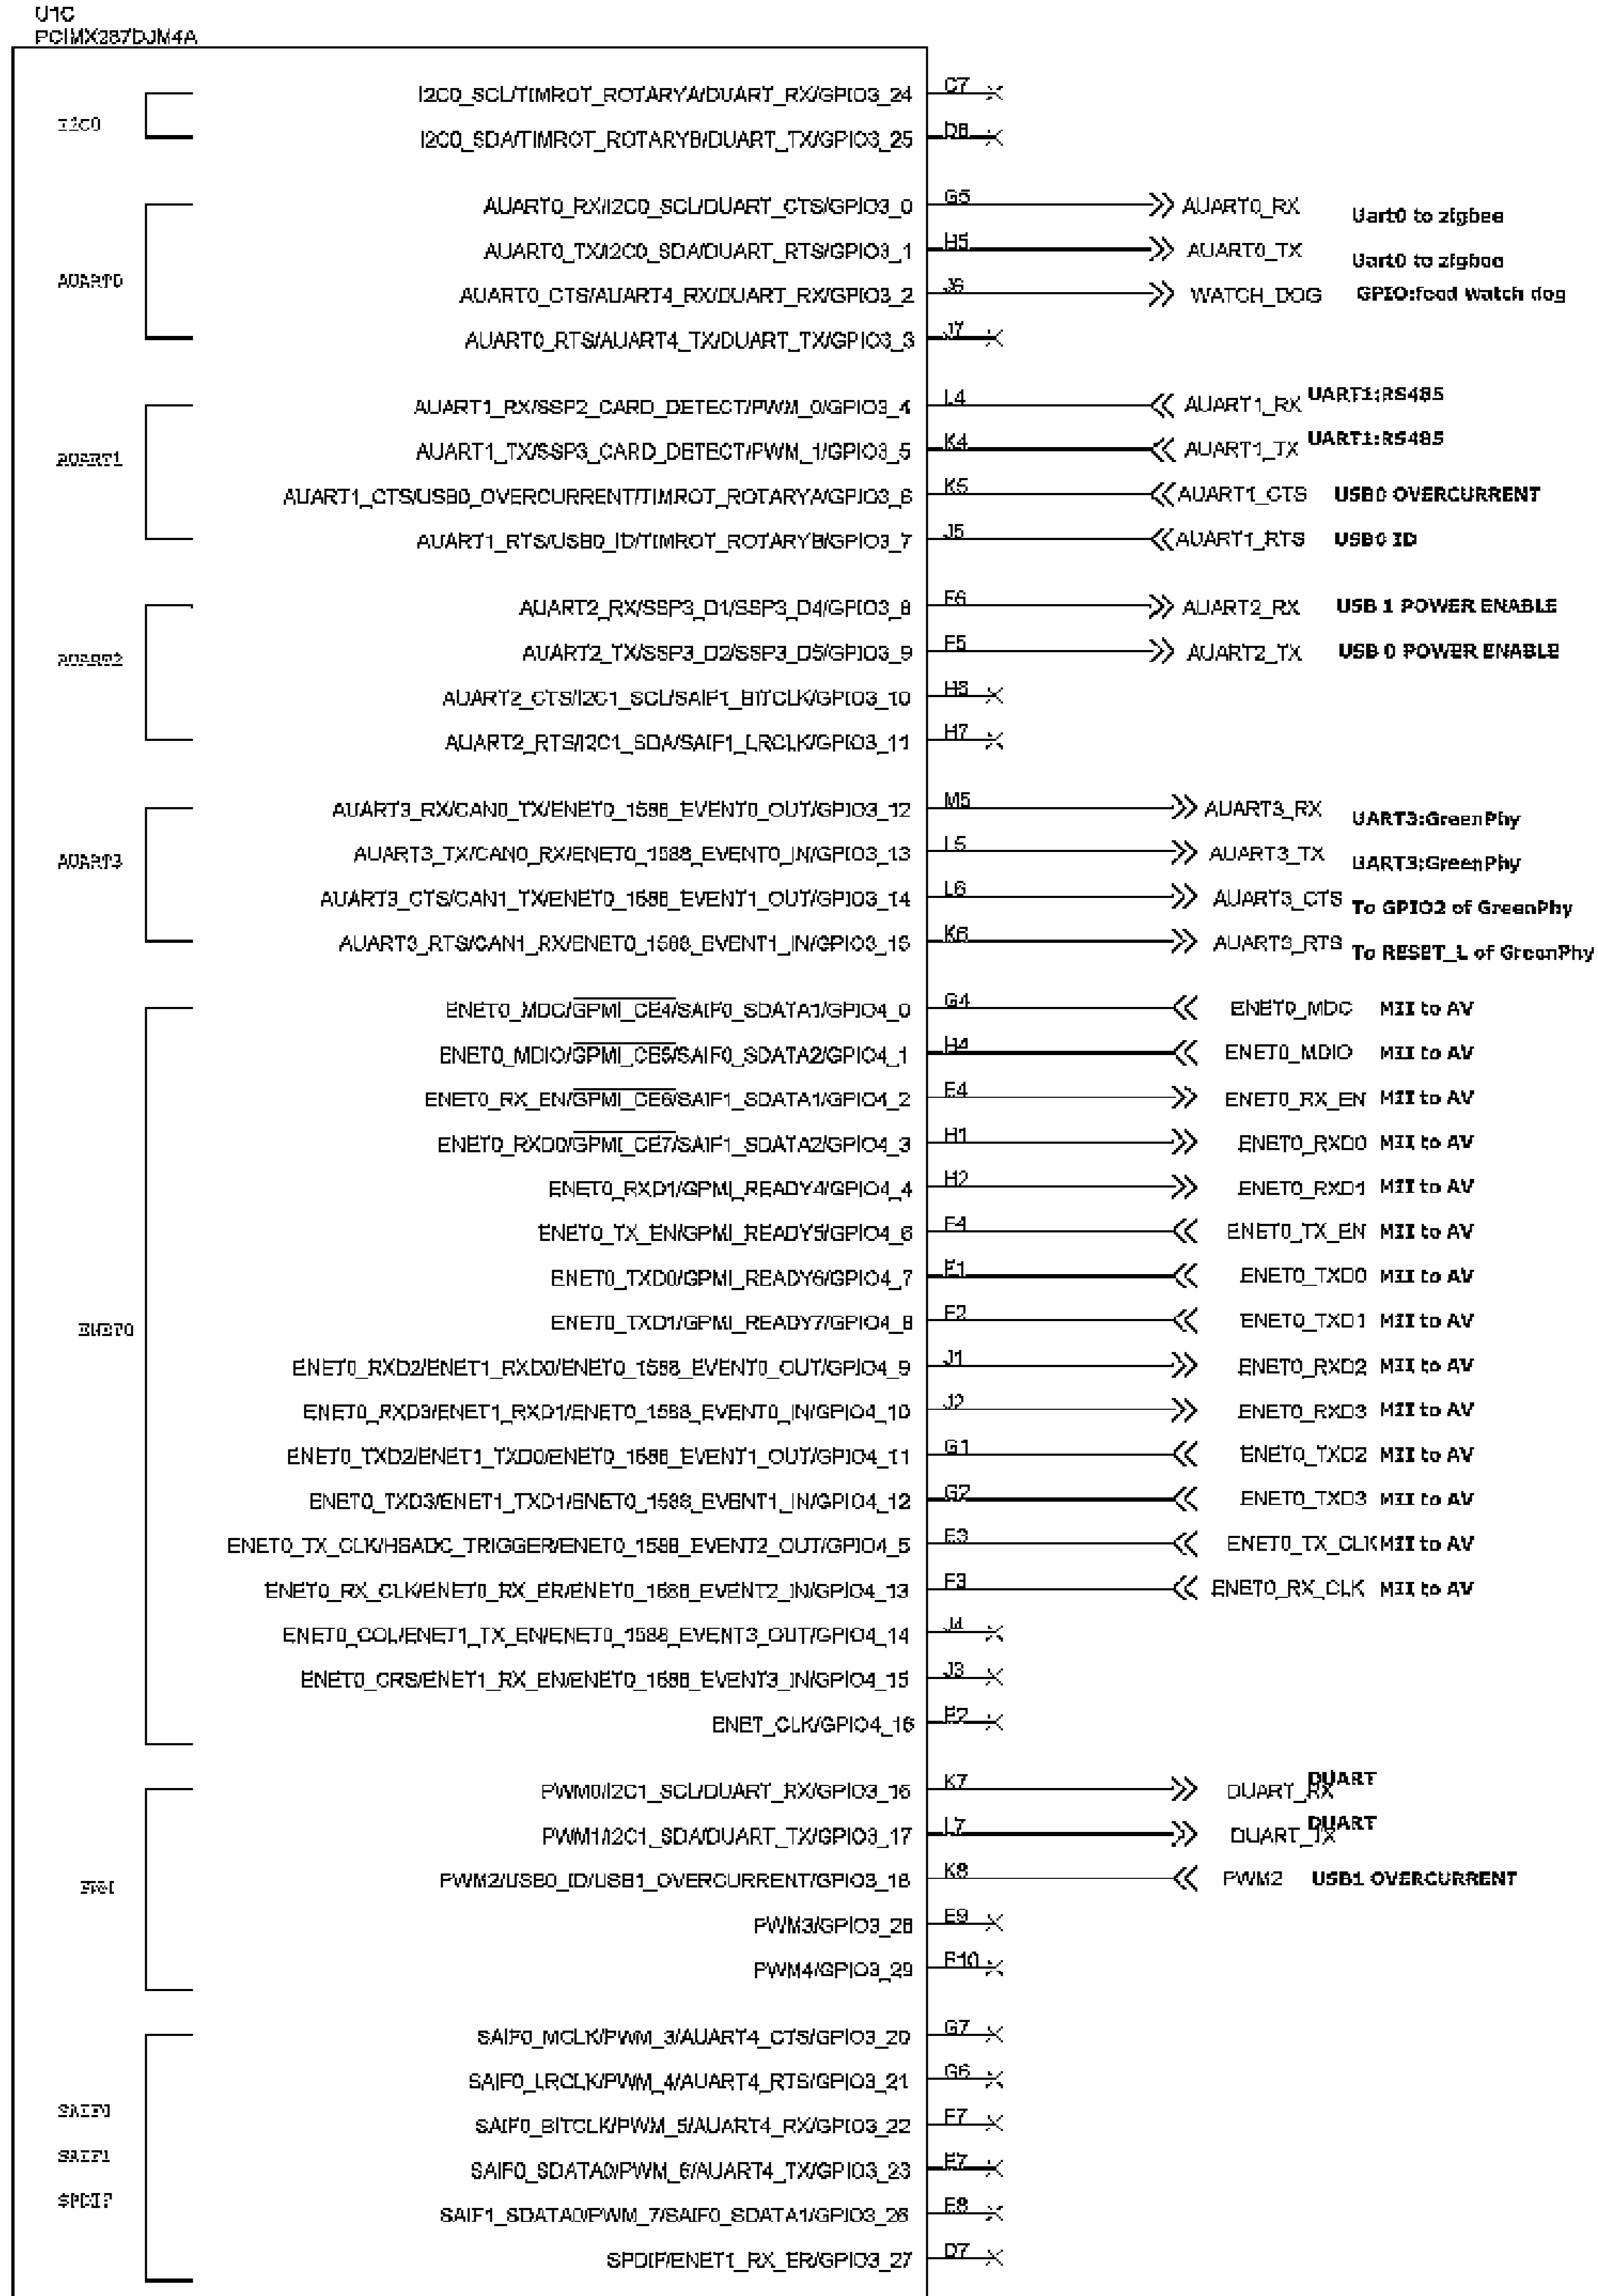 U1C
PCIMX287DJM4A
I2C0
I2C0_SCL/TIMROT_ROTARYA/DUART_RX/GPIO3_24 C7
I2C0_SDA/TIMROT_ROTARYB/DUART_TX/GPIO3_25 D8
AUART0
AUART0_RX/I2C0_SCL/DUART_CTS/GPIO3_0 G5 AUART0_RX Uart0 to zigbee
AUART0_TX/I2C0_SDA/DUART_RTS/GPIO3_1 H5 AUART0_TX Uart0 to zigbee
AUART0_CTS/AUART4_RX/DUART_RX/GPIO3_2 J6 WATCH_DOG GPIO:feed Watch dog
AUART0_RTS/AUART4_TX/DUART_TX/GPIO3_3 J7
AUART1
AUART1_RX/SSP2_CARD_DETECT/PWM_0/GPIO3_4 L4 AUART1_RX UART1:RS485
AUART1_TX/SSP3_CARD_DETECT/PWM_1/GPIO3_5 K4 AUART1_TX UART1:RS485
AUART1_CTS/USB0_OVERCURRENT/TIMROT_ROTARYA/GPIO3_6 K5 AUART1_CTS USB0 OVERCURRENT
AUART1_RTS/USB0_ID/TIMROT_ROTARYB/GPIO3_7 J5 AUART1_RTS USB0 ID
AUART2
AUART2_RX/SSP3_D1/SSP3_D4/GPIO3_8 F6 AUART2_RX USB 1 POWER ENABLE
AUART2_TX/SSP3_D2/SSP3_D5/GPIO3_9 F5 AUART2_TX USB 0 POWER ENABLE
AUART2_CTS/I2C1_SCL/SAIF1_BITCLK/GPIO3_10 H6
AUART2_RTS/I2C1_SDA/SAIF1_LRCLK/GPIO3_11 H7
AUART3
AUART3_RX/CAN0_TX/ENET0_1588_EVENT0_OUT/GPIO3_12 M5 AUART3_RX UART3:GreenPhy
AUART3_TX/CAN0_RX/ENET0_1588_EVENT0_IN/GPIO3_13 L5 AUART3_TX UART3:GreenPhy
AUART3_CTS/CAN1_TX/ENET0_1588_EVENT1_OUT/GPIO3_14 L6 AUART3_CTS To GPIO2 of GreenPhy
AUART3_RTS/CAN1_RX/ENET0_1588_EVENT1_IN/GPIO3_15 K6 AUART3_RTS To RESET_L of GreenPhy
ENET0
ENET0_MDC/GPMI_CE4/SAIF0_SDATA1/GPIO4_0 G4 ENET0_MDC MII to AV
ENET0_MDIO/GPMI_CE5/SAIF0_SDATA2/GPIO4_1 H4 ENET0_MDIO MII to AV
ENET0_RX_EN/GPMI_CE6/SAIF1_SDATA1/GPIO4_2 E4 ENET0_RX_EN MII to AV
ENET0_RXD0/GPMI_CE7/SAIF1_SDATA2/GPIO4_3 H1 ENET0_RXD0 MII to AV
ENET0_RXD1/GPMI_READY4/GPIO4_4 H2 ENET0_RXD1 MII to AV
ENET0_TX_EN/GPMI_READY5/GPIO4_6 F4 ENET0_TX_EN MII to AV
ENET0_TXD0/GPMI_READY6/GPIO4_7 F1 ENET0_TXD0 MII to AV
ENET0_TXD1/GPMI_READY7/GPIO4_8 F2 ENET0_TXD1 MII to AV
ENET0_RXD2/ENET1_RXD0/ENET0_1588_EVENT0_OUT/GPIO4_9 J1 ENET0_RXD2 MII to AV
ENET0_RXD3/ENET1_RXD1/ENET0_1588_EVENT0_IN/GPIO4_10 J2 ENET0_RXD3 MII to AV
ENET0_TXD2/ENET1_TXD0/ENET0_1588_EVENT1_OUT/GPIO4_11 G1 ENET0_TXD2 MII to AV
ENET0_TXD3/ENET1_TXD1/ENET0_1588_EVENT1_IN/GPIO4_12 G2 ENET0_TXD3 MII to AV
ENET0_TX_CLK/HSADC_TRIGGER/ENET0_1588_EVENT2_OUT/GPIO4_5 E3 ENET0_TX_CLK MII to AV
ENET0_RX_CLK/ENET0_RX_ER/ENET0_1588_EVENT2_IN/GPIO4_13 F3 ENET0_RX_CLK MII to AV
ENET0_COL/ENET1_TX_EN/ENET0_1588_EVENT3_OUT/GPIO4_14 J4
ENET0_CRS/ENET1_RX_EN/ENET0_1588_EVENT3_IN/GPIO4_15 J3
ENET_CLK/GPIO4_16 E2
PWM0/I2C1_SCL/DUART_RX/GPIO3_16 K7 DUART_RX DUART
PWM1/I2C1_SDA/DUART_TX/GPIO3_17 L7 DUART_TX DUART
PWM2/USB0_ID/USB1_OVERCURRENT/GPIO3_18 K8 PWM2 USB1 OVERCURRENT
PWM3/GPIO3_28 E9
PWM4/GPIO3_29 E10
SAIF0
SAIF1
SPDIF
SAIF0_MCLK/PWM_3/AUART4_CTS/GPIO3_20 G7
SAIF0_LRCLK/PWM_4/AUART4_RTS/GPIO3_21 G6
SAIF0_BITCLK/PWM_5/AUART4_RX/GPIO3_22 F7
SAIF0_SDATA0/PWM_6/AUART4_TX/GPIO3_23 E7
SAIF1_SDATA0/PWM_7/SAIF0_SDATA1/GPIO3_26 E8
SPDIF/ENET1_RX_ER/GPIO3_27 D7